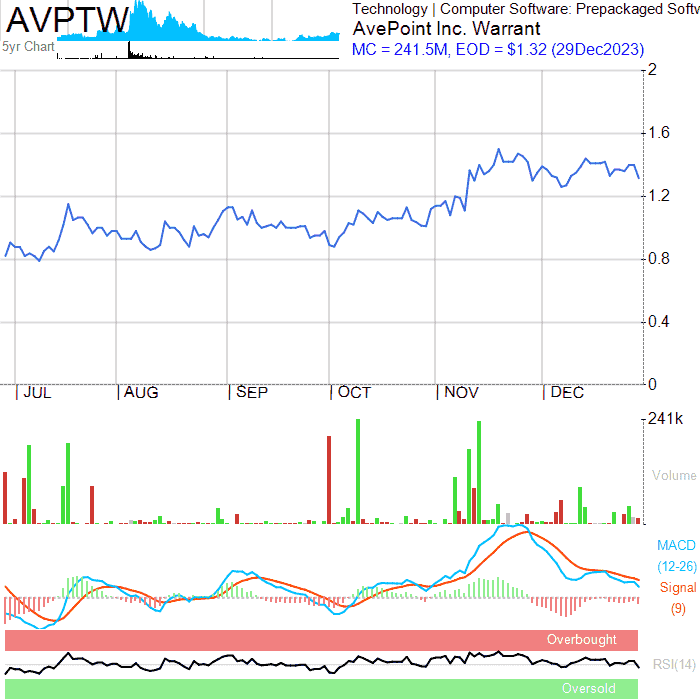 AVPTW
5yr Chart
Technology | Computer Software: Prepackaged Softw
AvePoint Inc. Warrant
MC = 241.5M, EOD = $1.32 (29Dec2023)
2
1.6
1.2
0.8
0.4
0
| JUL | AUG | SEP | OCT | NOV | DEC
241k
Volume
MACD
(12-26)
Signal
(9)
Overbought
RSI(14)
Oversold